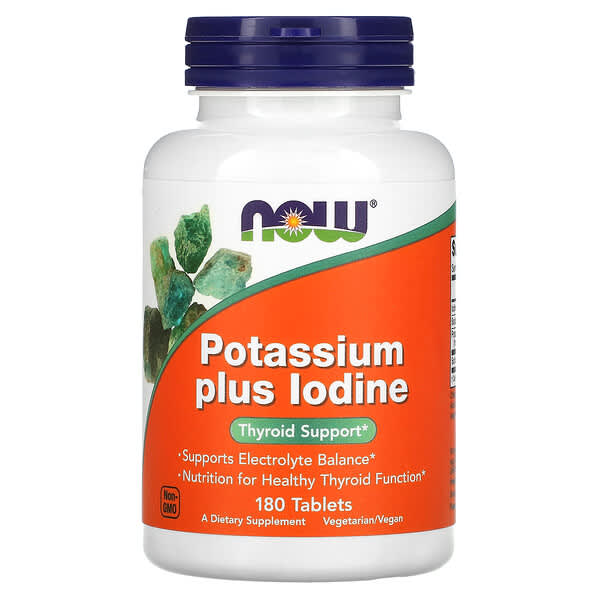 NOW®
Potassium
plus Iodine
Thyroid Support*
•Supports Electrolyte Balance*
•Nutrition for Healthy Thyroid Function*
180 Tablets
Non-
GMO
A Dietary Supplement Vegetarian/Vegan